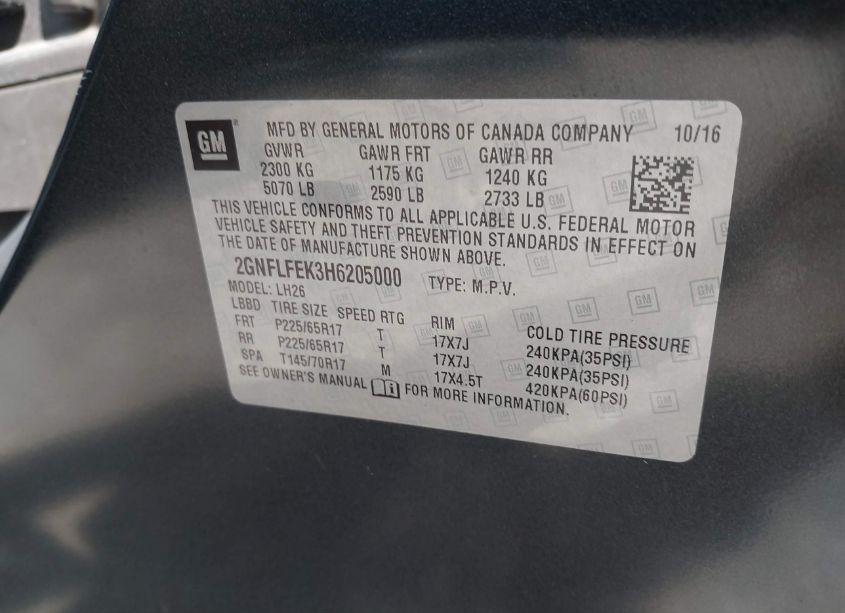 GM MFD BY GENERAL MOTORS OF CANADA COMPANY 10/16
GVWR GAWR FRT GAWR RR
2300 KG 1175 KG 1240 KG
5070 LB 2590 LB 2733 LB
THIS VEHICLE CONFORMS TO ALL APPLICABLE U.S. FEDERAL MOTOR
VEHICLE SAFETY AND THEFT PREVENTION STANDARDS IN EFFECT ON
THE DATE OF MANUFACTURE SHOWN ABOVE.
2GNFLFEK3H6205000 TYPE: M.P.V.
MODEL: LH26
LBBD TIRE SIZE SPEED RTG RIM COLD TIRE PRESSURE
FRT P225/65R17 T 17X7J 240KPA(35PSI)
RR P225/65R17 T 17X7J 240KPA(35PSI)
SPA T145/70R17 M 17X4.5T 420KPA(60PSI)
SEE OWNER'S MANUAL FOR MORE INFORMATION.